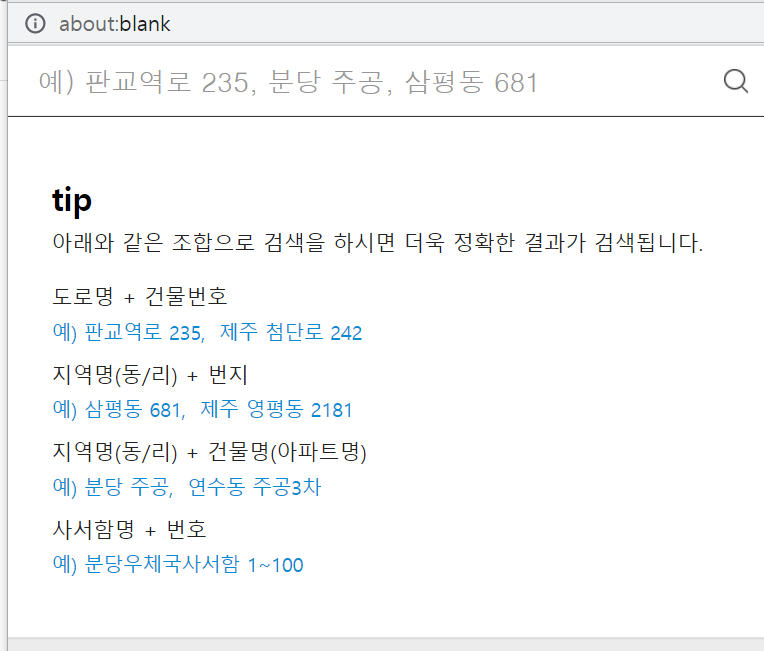 about:blank
예) 판교역로 235, 분당 주공, 삼평동 681
tip
아래와 같은 조합으로 검색을 하시면 더욱 정확한 결과가 검색됩니다.
도로명 + 건물번호
예) 판교역로 235, 제주 첨단로 242
지역명(동/리) + 번지
예) 삼평동 681, 제주 영평동 2181
지역명(동/리) + 건물명(아파트명)
예) 분당 주공, 연수동 주공3차
사서함명 + 번호
예) 분당우체국사서함 1~100